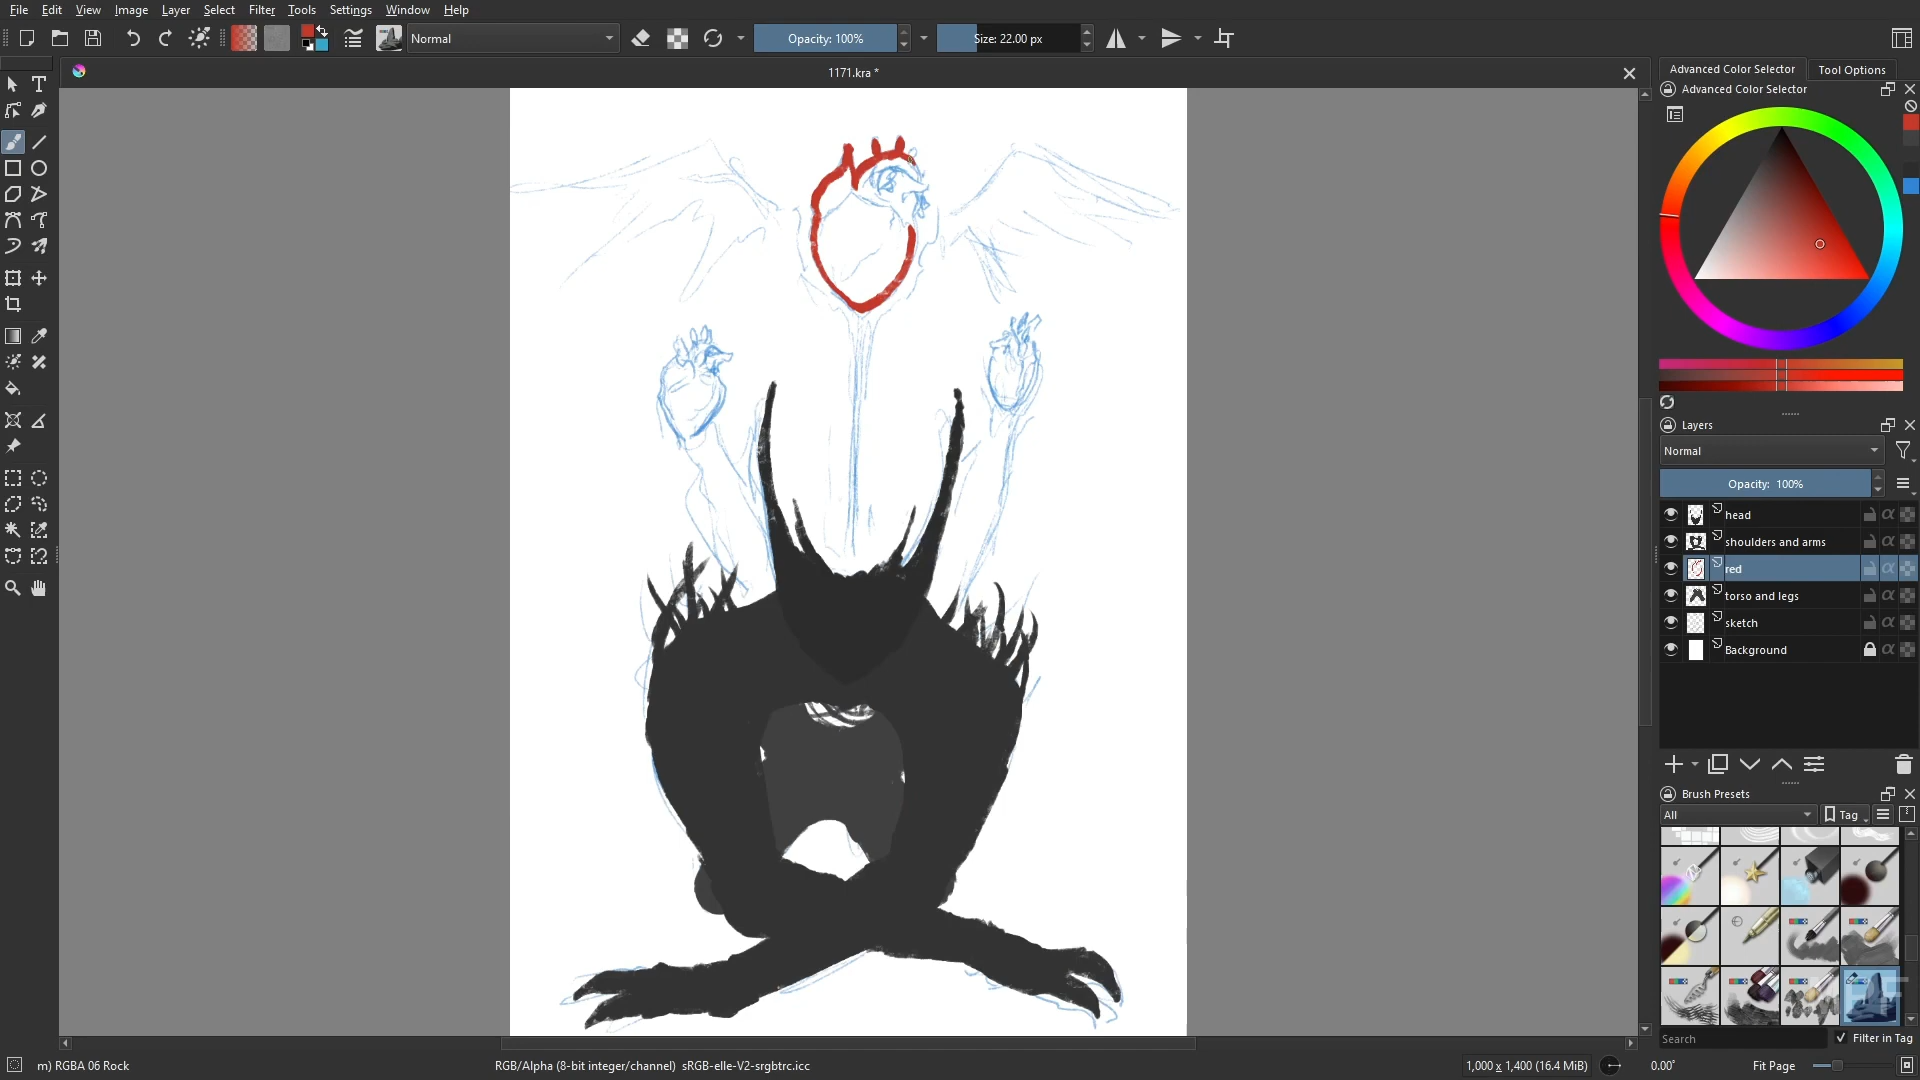 File Edit View Image Layer Select Filter Tools Settings Window Help
Normal Opacity: 100% Size: 22.00 px
1171.kra *
Advanced Color Selector Tool Options
Advanced Color Selector
Layers
Normal
Opacity: 100%
head
shoulders and arms
red
torso and legs
sketch
Background
Brush Presets
All Tag
Search Filter in Tag
m) RGBA 06 Rock RGB/Alpha (8-bit integer/channel) sRGB-elle-V2-srgbtrc.icc 1,000 x 1,400 (16.4 MiB) 0.00° Fit Page